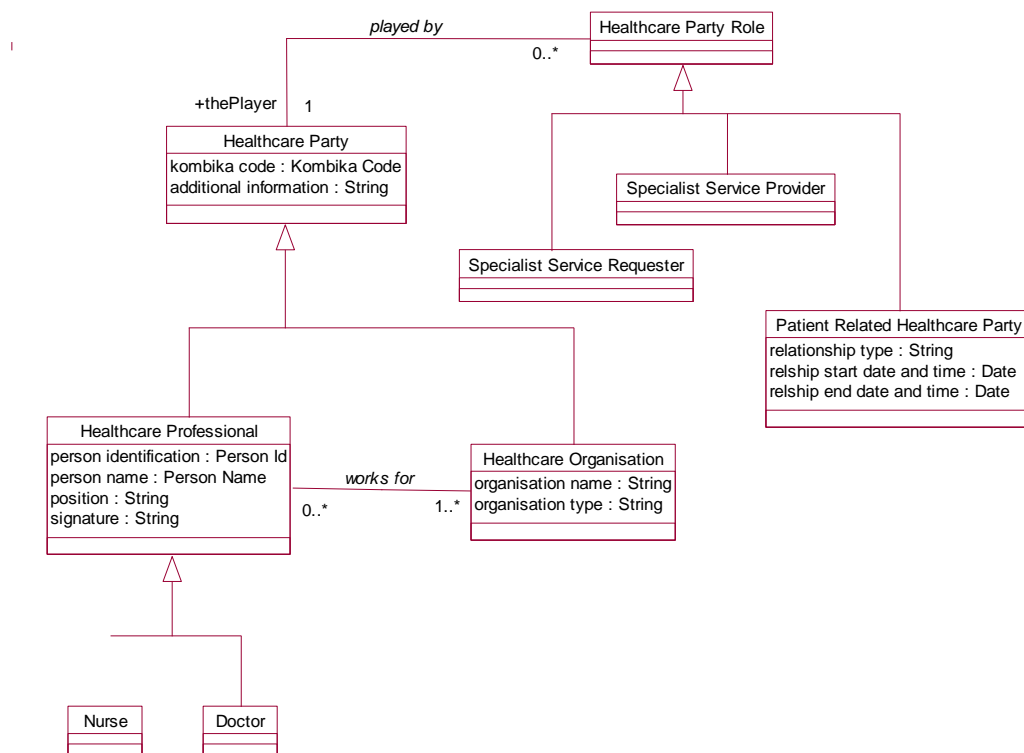 played by
Healthcare Party Role
0..*
+thePlayer
1
Healthcare Party
kombika code : Kombika Code
additional information : String
Specialist Service Provider
Specialist Service Requester
Patient Related Healthcare Party
relationship type : String
relship start date and time : Date
relship end date and time : Date
Healthcare Professional
person identification : Person Id
person name : Person Name
position : String
signature : String
works for
0..*
1..*
Healthcare Organisation
organisation name : String
organisation type : String
Nurse
Doctor